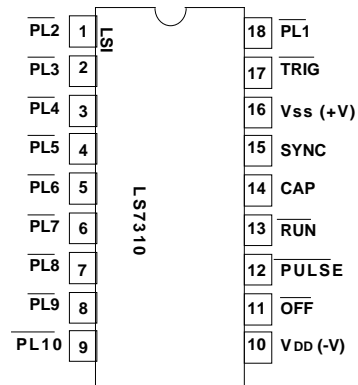 PL2 1 18 PL1
PL3 2 17 TRIG
PL4 3 16 Vss (+V)
PL5 4 15 SYNC
PL6 5 14 CAP
PL7 6 13 RUN
PL8 7 12 PULSE
PL9 8 11 OFF
PL10 9 10 VDD (-V)
LSI
LS7310